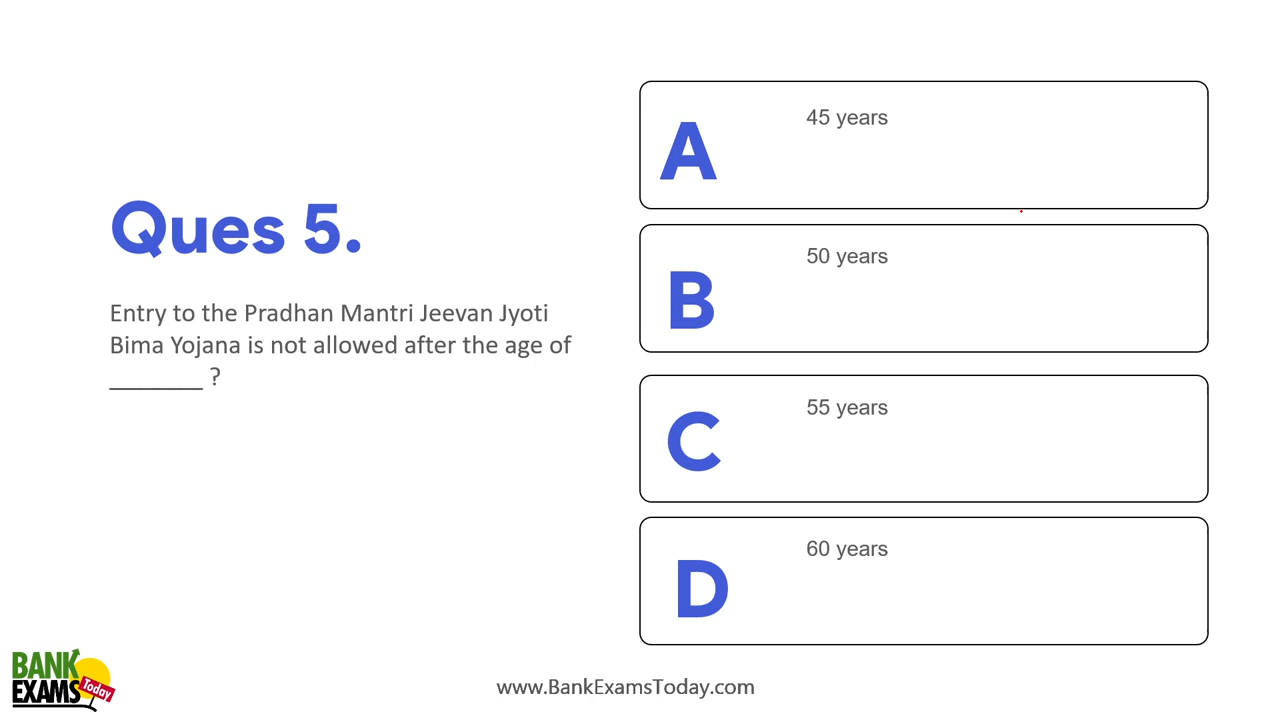 Ques 5.
Entry to the Pradhan Mantri Jeevan Jyoti
Bima Yojana is not allowed after the age of
_______ ?
A
45 years
B
50 years
C
55 years
D
60 years
BANK
EXAMS
Today
www.BankExamsToday.com